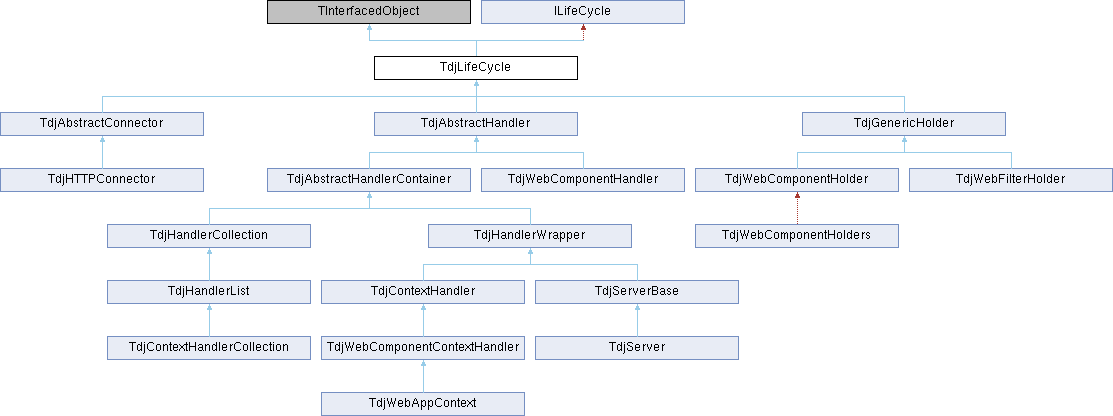 TInterfacedObject ILifeCycle
TdjLifeCycle
TdjAbstractConnector TdjAbstractHandler TdjGenericHolder
TdjHTTPConnector TdjAbstractHandlerContainer TdjWebComponentHandler TdjWebComponentHolder TdjWebFilterHolder
TdjHandlerCollection TdjHandlerWrapper TdjWebComponentHolders
TdjHandlerList TdjContextHandler TdjServerBase
TdjContextHandlerCollection TdjWebComponentContextHandler TdjServer
TdjWebAppContext